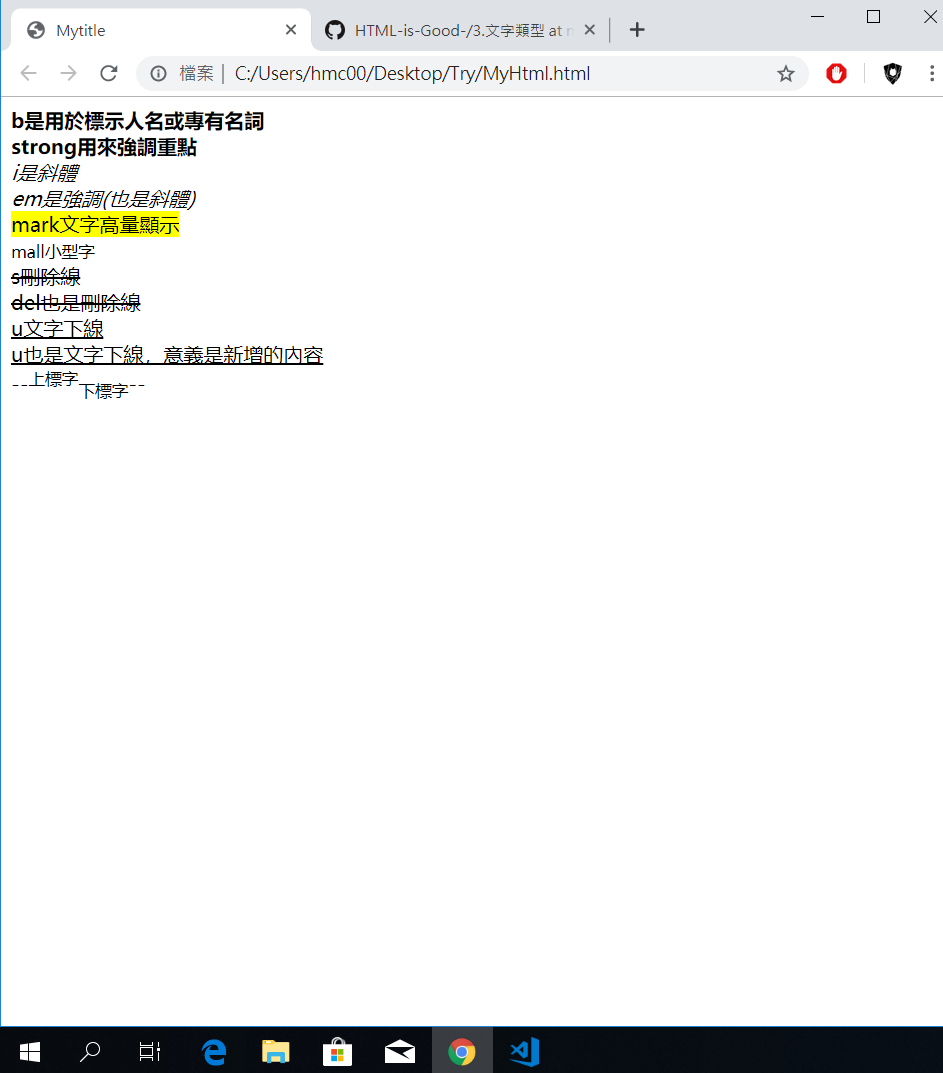 Mytitle
HTML-is-Good-/3.文字類型 at
檔案 | C:/Users/hmc00/Desktop/Try/MyHtml.html
b是用於標示人名或專有名詞
strong用來強調重點
i是斜體
em是強調(也是斜體)
mark文字高量顯示
mall小型字
s刪除線
del也是刪除線
u文字下線
u也是文字下線，意義是新增的內容
--上標字下標字--